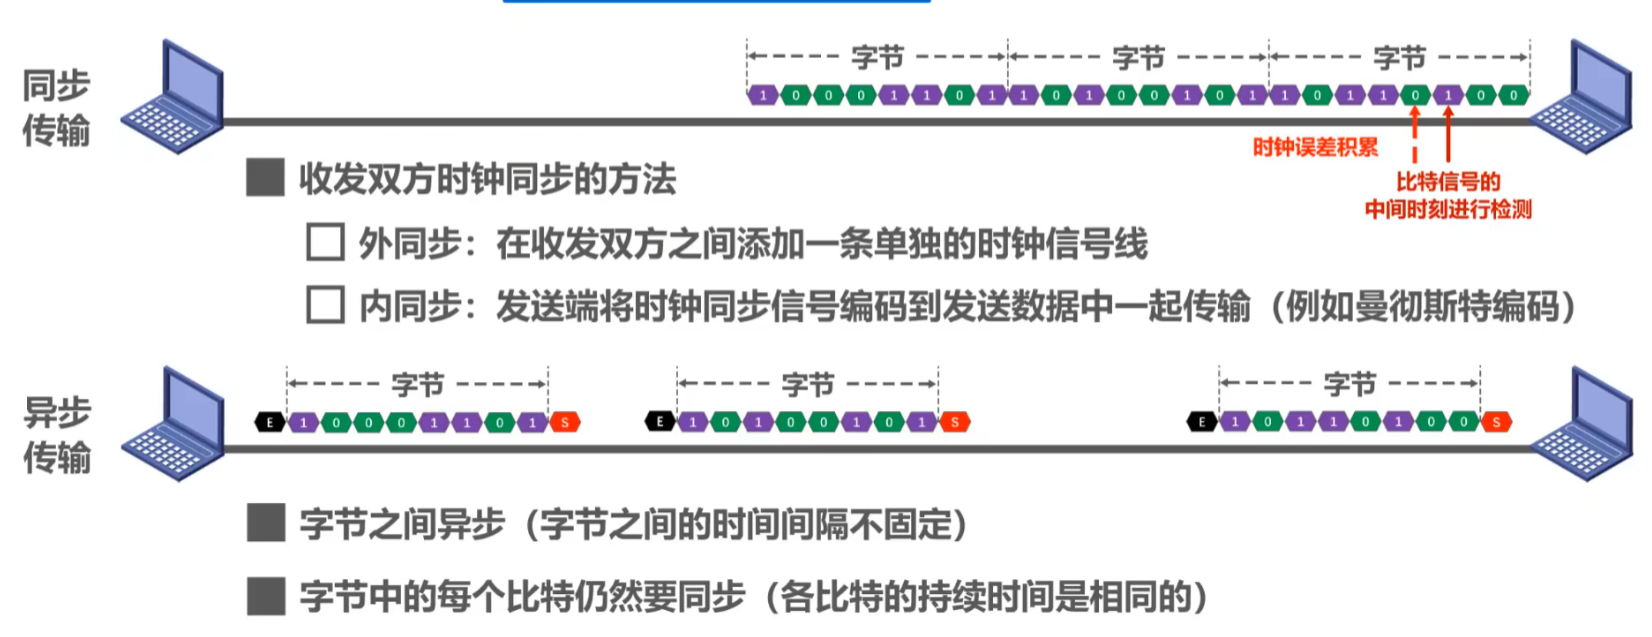 同步
传输
字节 字节 字节
1 0 0 0 1 1 0 1 1 0 1 0 0 1 0 1 1 0 1 1 0 1 0 0
时钟误差积累
比特信号的
中间时刻进行检测
收发双方时钟同步的方法
外同步：在收发双方之间添加一条单独的时钟信号线
内同步：发送端将时钟同步信号编码到发送数据中一起传输（例如曼彻斯特编码）
异步
传输
字节 字节 字节
E 1 0 0 0 1 1 0 1 S E 1 0 1 0 0 1 0 1 S E 1 0 1 1 0 1 0 0 S
字节之间异步（字节之间的时间间隔不固定）
字节中的每个比特仍然要同步（各比特的持续时间是相同的）